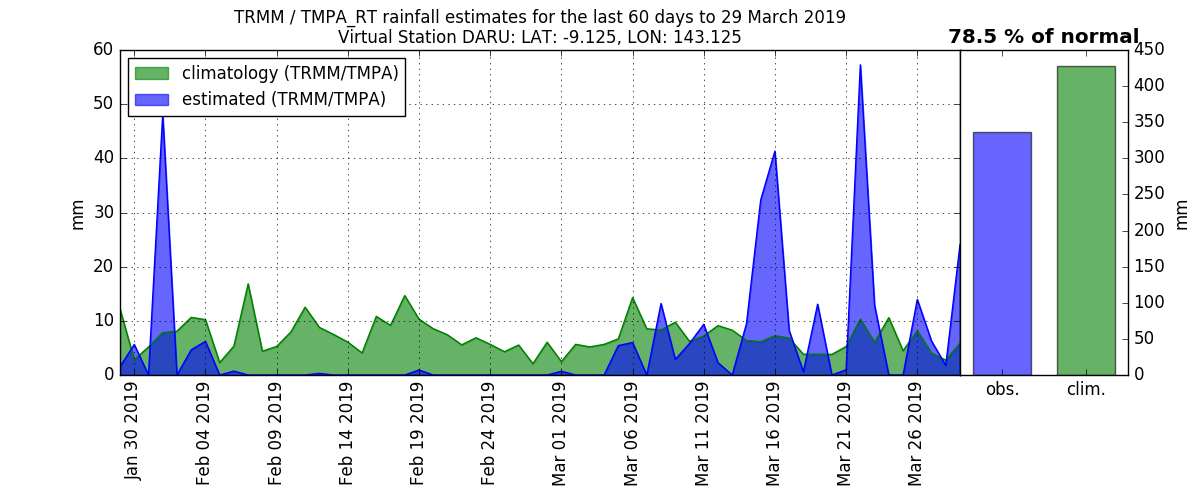 TRMM / TMPA_RT rainfall estimates for the last 60 days to 29 March 2019
Virtual Station DARU: LAT: -9.125, LON: 143.125
78.5 % of normal
climatology (TRMM/TMPA)
estimated (TRMM/TMPA)
60
50
40
30
20
10
0
mm
Jan 30 2019
Feb 04 2019
Feb 09 2019
Feb 14 2019
Feb 19 2019
Feb 24 2019
Mar 01 2019
Mar 06 2019
Mar 11 2019
Mar 16 2019
Mar 21 2019
Mar 26 2019
obs.
clim.
450
400
350
300
250
200
150
100
50
0
mm